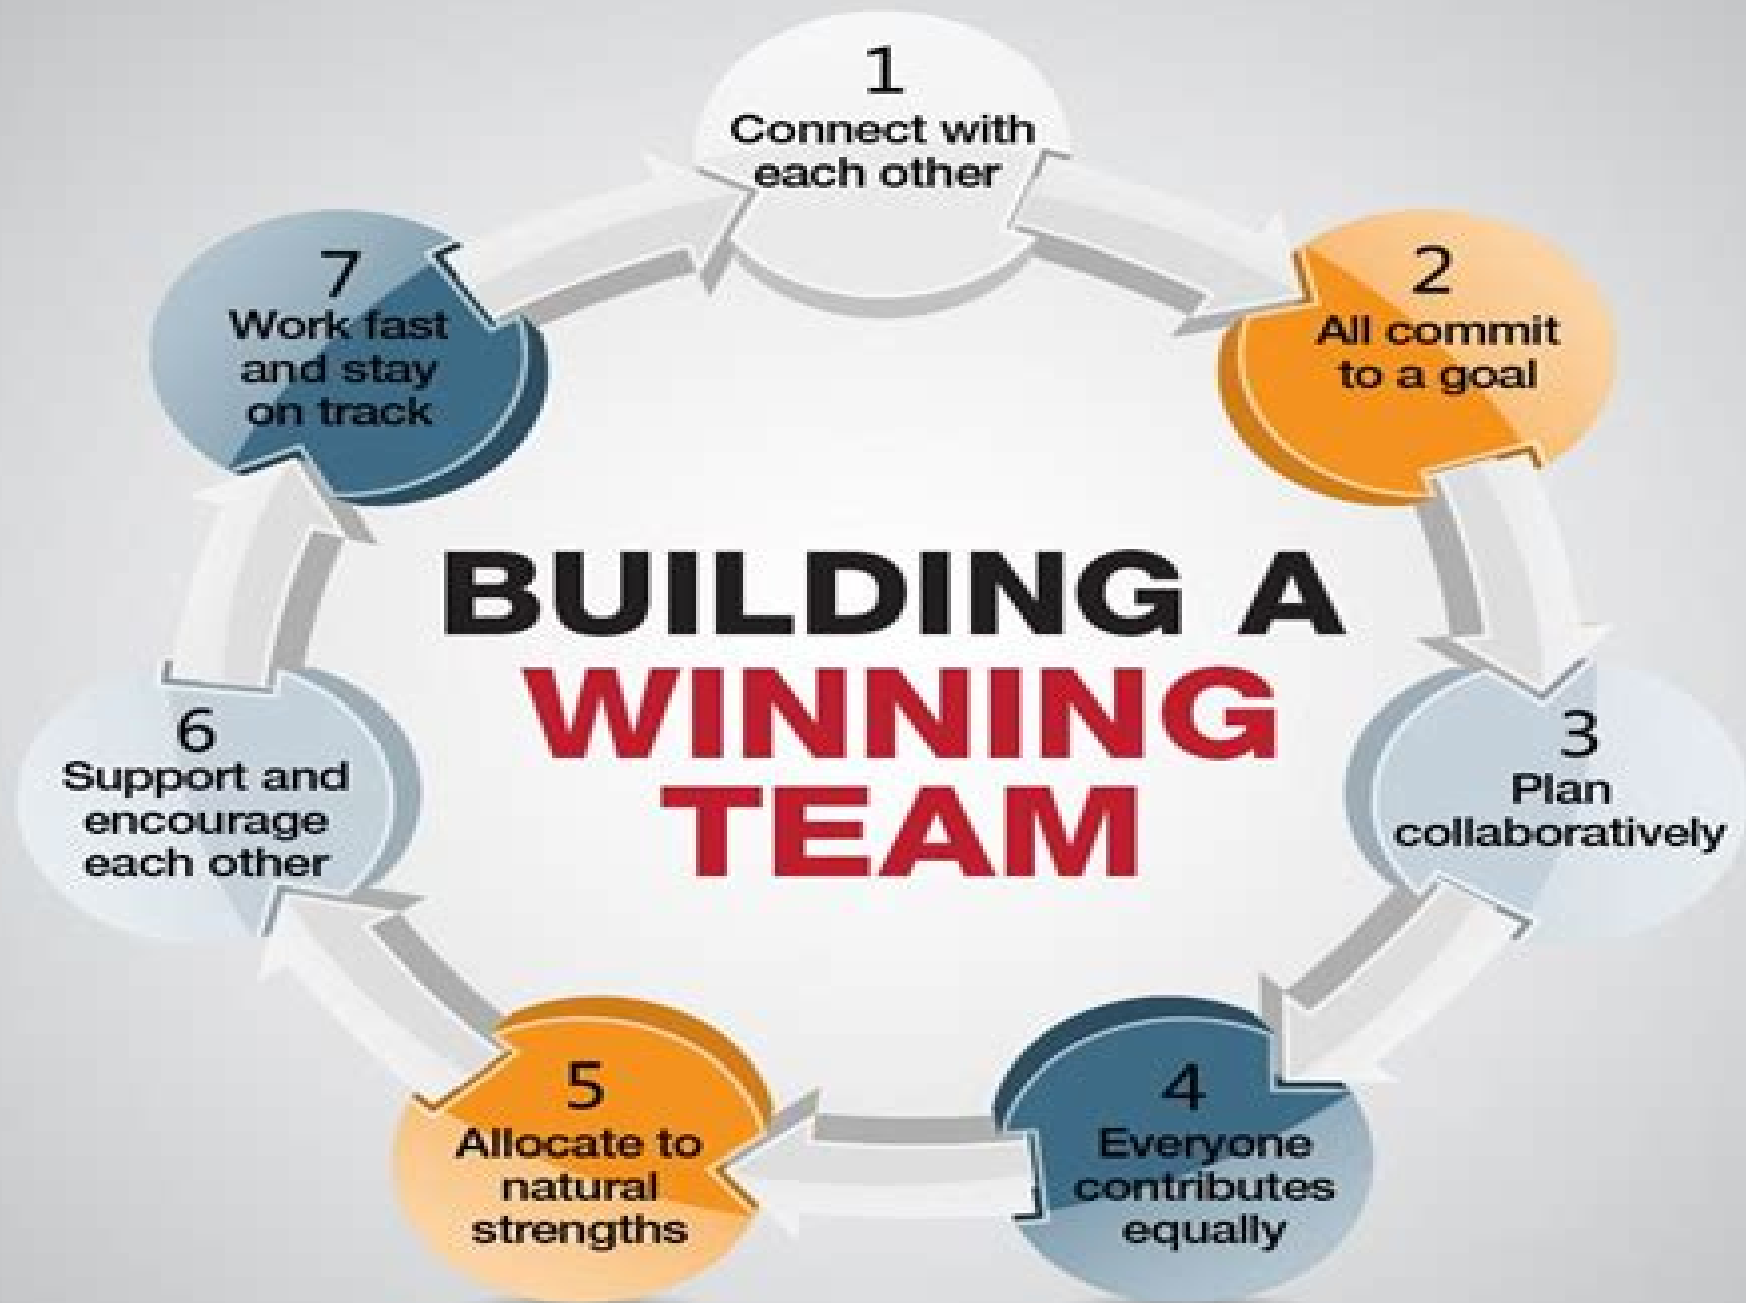 1
Connect with
each other
2
All commit
to a goal
3
Plan
collaboratively
4
Everyone
contributes
equally
5
Allocate to
natural
strengths
6
Support and
encourage
each other
7
Work fast
and stay
on track
BUILDING A
WINNING
TEAM